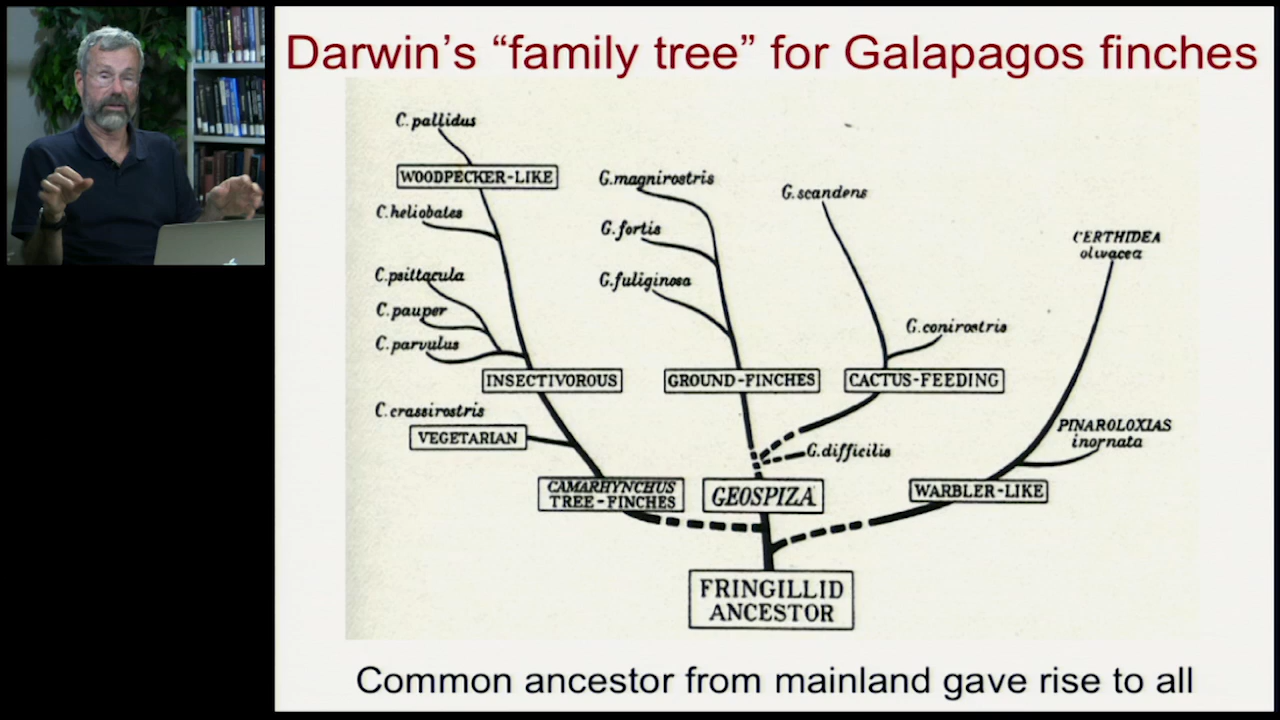 Darwin's “family tree” for Galapagos finches
C. pallidus
WOODPECKER-LIKE
C. heliobates
C. psittacula
C. pauper
C. parvulus
INSECTIVOROUS
C. crassirostris
VEGETARIAN
CAMARHYNCHUS
TREE-FINCHES
G. magnirostris
G. fortis
G. fuliginosa
GROUND-FINCHES
GEOSPIZA
G. scandens
G. conirostris
CACTUS-FEEDING
G. difficilis
CERTHIDEA
olivacea
PINAROLOXIAS
inornata
WARBLER-LIKE
FRINGILLID
ANCESTOR
Common ancestor from mainland gave rise to all